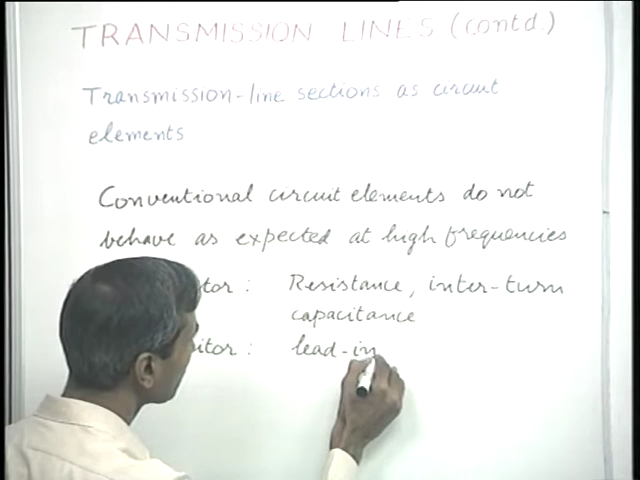 TRANSMISSION LINES (contd.)
Transmission-line sections as circuit
elements
Conventional circuit elements do not
behave as expected at high frequencies
tor : Resistance, inter-turn
capacitance
itor : lead-in